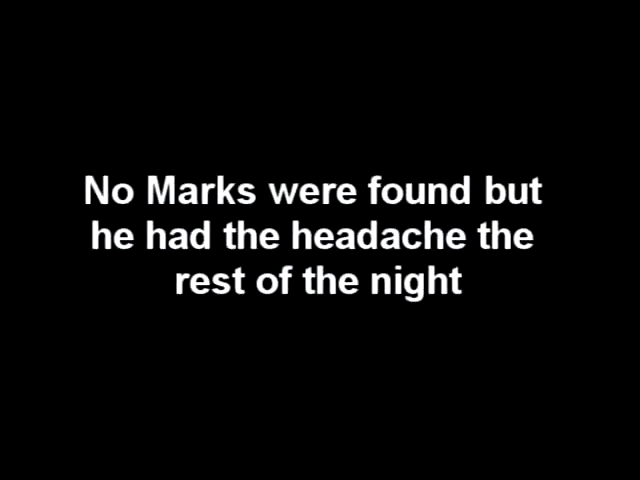 No Marks were found but
he had the headache the
rest of the night